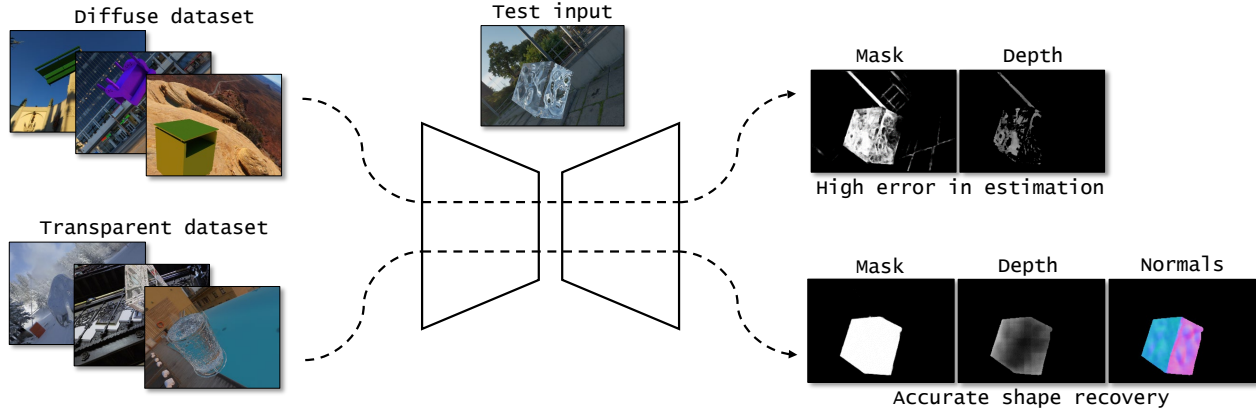 Diffuse dataset
Test input
Mask
Depth
High error in estimation
Transparent dataset
Mask
Depth
Normals
Accurate shape recovery